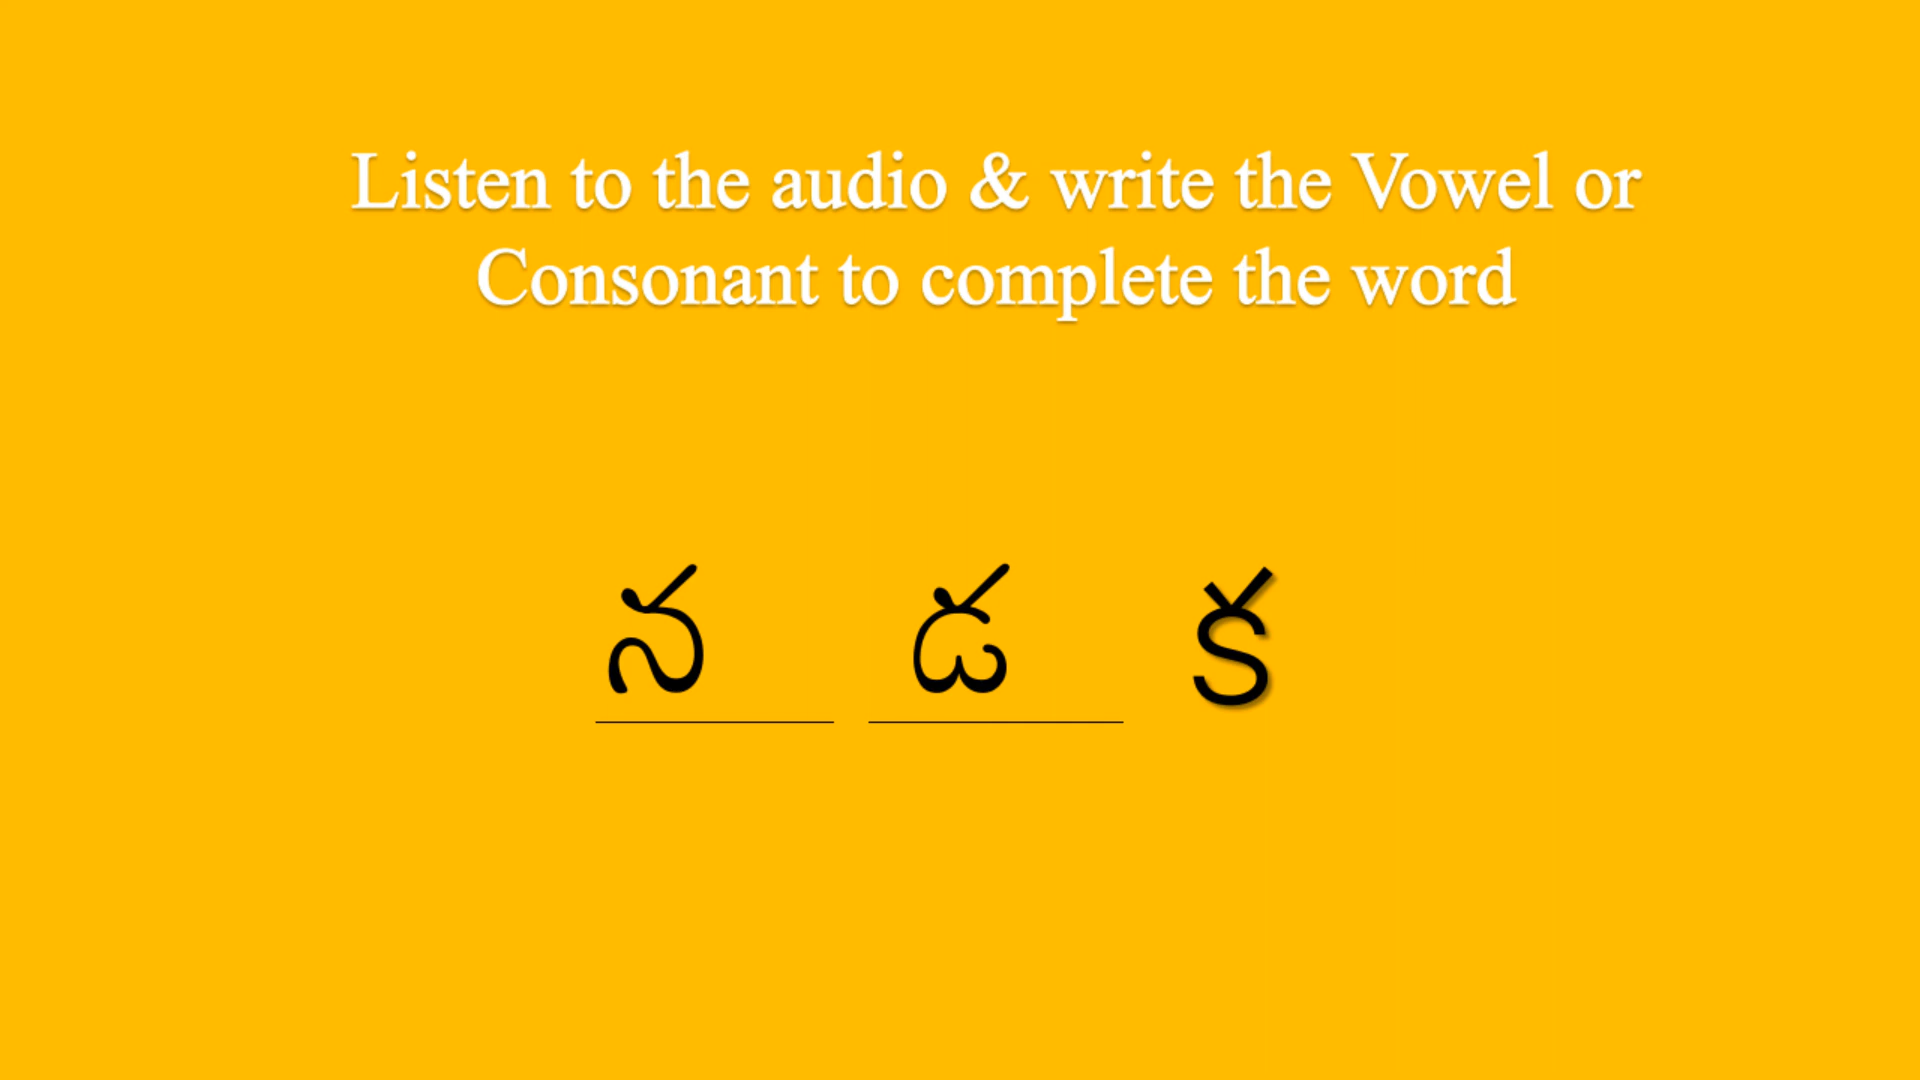 Listen to the audio & write the Vowel or
Consonant to complete the word
న డ క